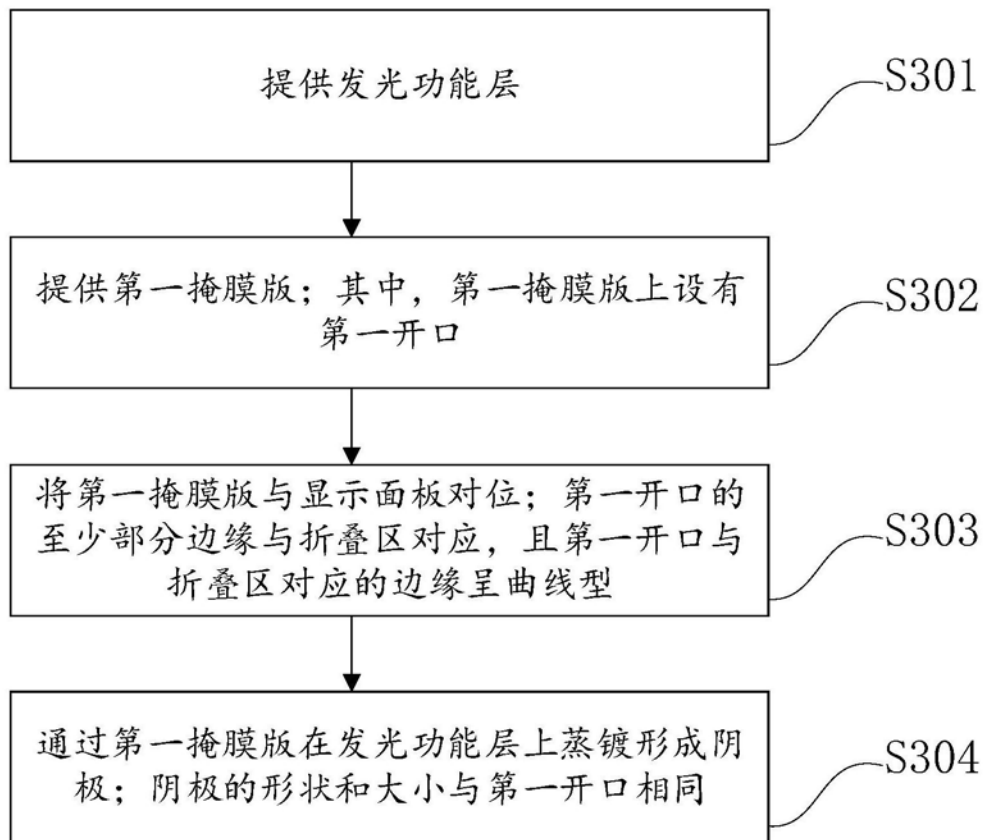 提供发光功能层
S301
提供第一掩膜版；其中，第一掩膜版上设有
第一开口
S302
将第一掩膜版与显示面板对位；第一开口的
至少部分边缘与折叠区对应，且第一开口与
折叠区对应的边缘呈曲线型
S303
通过第一掩膜版在发光功能层上蒸镀形成阴
极；阴极的形状和大小与第一开口相同
S304